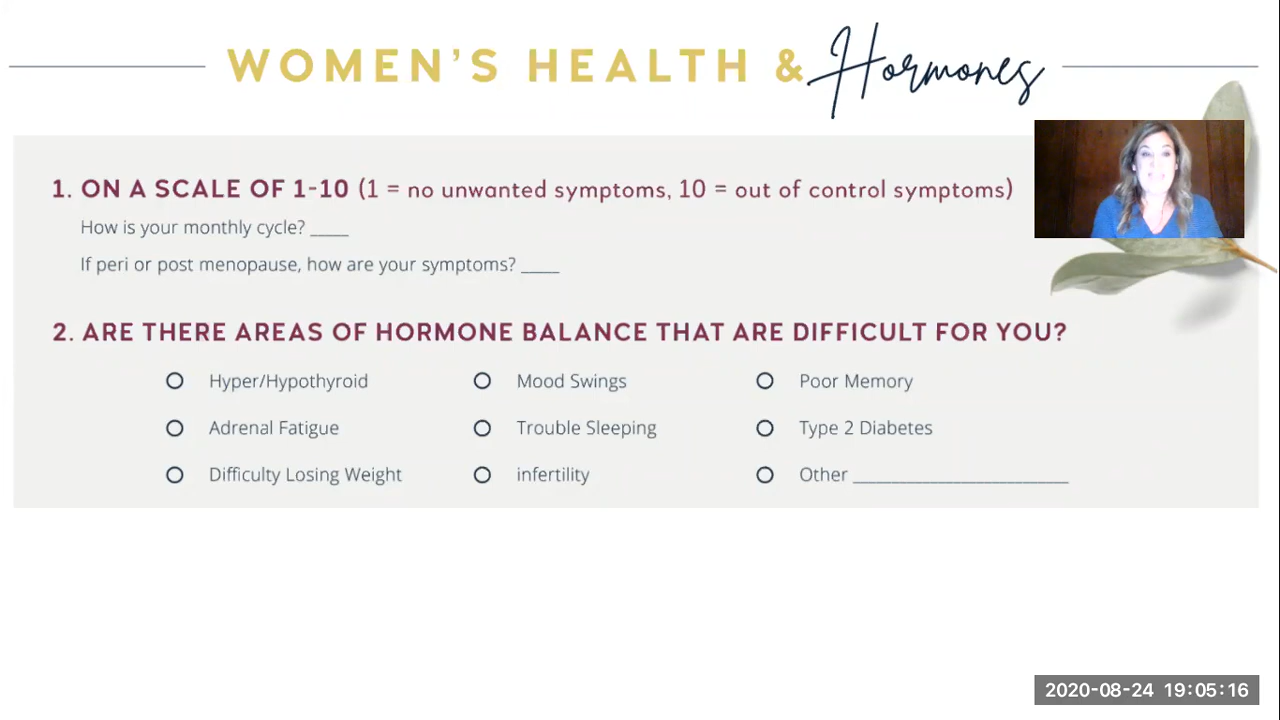 WOMEN'S HEALTH & Hormones
1. ON A SCALE OF 1-10 (1 = no unwanted symptoms, 10 = out of control symptoms)
How is your monthly cycle? ____
If peri or post menopause, how are your symptoms? ____
2. ARE THERE AREAS OF HORMONE BALANCE THAT ARE DIFFICULT FOR YOU?
Hyper/Hypothyroid Mood Swings Poor Memory
Adrenal Fatigue Trouble Sleeping Type 2 Diabetes
Difficulty Losing Weight infertility Other ______________________
2020-08-24 19:05:16